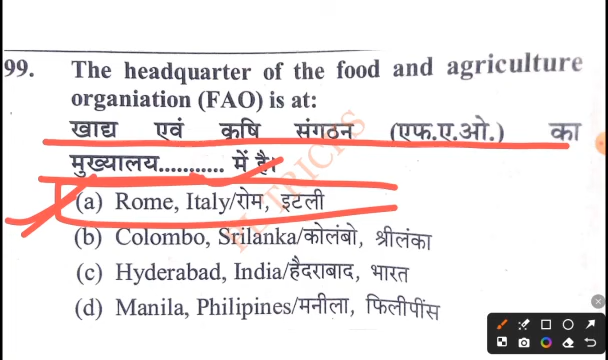 99. The headquarter of the food and agriculture
organiation (FAO) is at:
खाद्य एवं कृषि संगठन (एफ.ए.ओ.) का
मुख्यालय............ में है।
(a) Rome, Italy/रोम, इटली
(b) Colombo, Srilanka/कोलंबो, श्रीलंका
(c) Hyderabad, India/हैदराबाद, भारत
(d) Manila, Philipines/मनीला, फिलीपींस